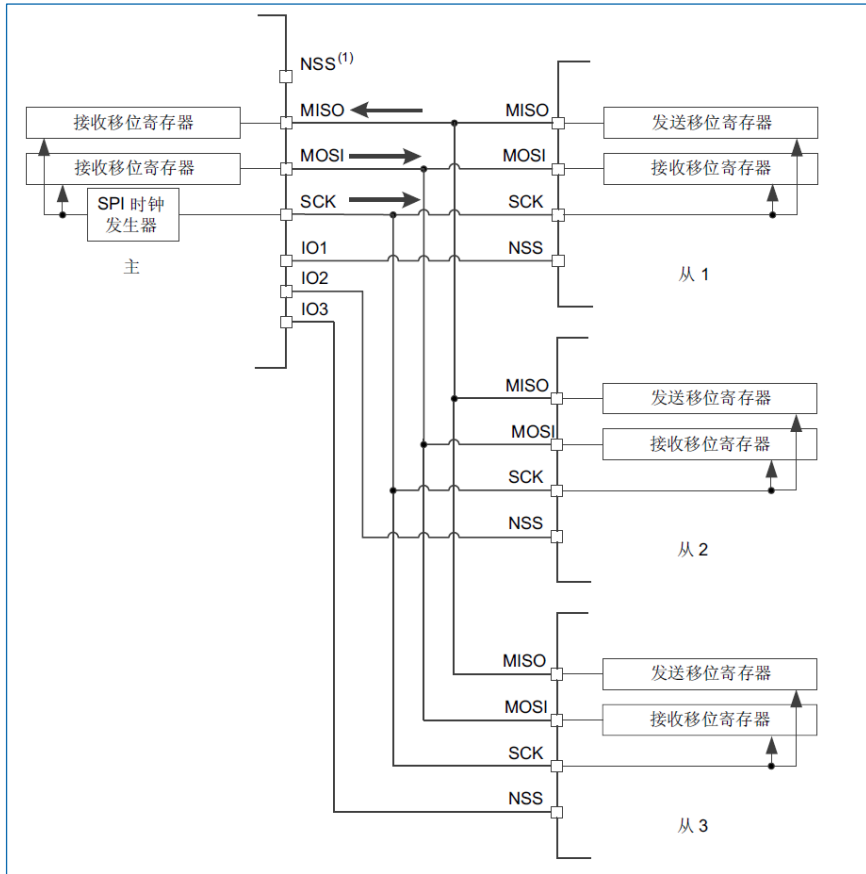 NSS(1)
MISO
MOSI
SCK
IO1
IO2
IO3
接收移位寄存器
接收移位寄存器
SPI 时钟
发生器
主
MISO
MOSI
SCK
NSS
发送移位寄存器
接收移位寄存器
从 1
MISO
MOSI
SCK
NSS
发送移位寄存器
接收移位寄存器
从 2
MISO
MOSI
SCK
NSS
发送移位寄存器
接收移位寄存器
从 3